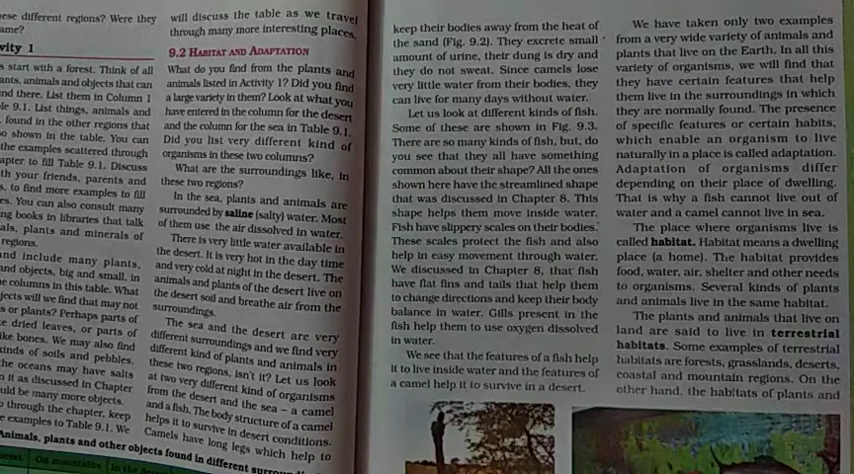 ese different regions? Were they
ame?
vity 1
s start with a forest. Think of all
ants, animals and objects that can
nd there. List them in Column 1
le 9.1. List things, animals and
found in the other regions that
o shown in the table. You can
the examples scattered through
apter to fill Table 9.1. Discuss
th your friends, parents and
s, to find more examples to fill
es. You can also consult many
ng books in libraries that talk
als, plants and minerals of
regions.
nd include many plants,
nd objects, big and small, in
e columns in this table. What
jects will we find that may not
s or plants? Perhaps parts of
e dried leaves, or parts of
ike bones. We may also find
inds of soils and pebbles.
he oceans may have salts
n it as discussed in Chapter
uld be many more objects.
o through the chapter, keep
e examples to Table 9.1. We
will discuss the table as we travel
through many more interesting places.
9.2 HABITAT AND ADAPTATION
What do you find from the plants and
animals listed in Activity 1? Did you find
a large variety in them? Look at what you
have entered in the column for the desert
and the column for the sea in Table 9.1.
Did you list very different kind of
organisms in these two columns?
What are the surroundings like, in
these two regions?
In the sea, plants and animals are
surrounded by saline (salty) water. Most
of them use the air dissolved in water.
There is very little water available in
the desert. It is very hot in the day time
and very cold at night in the desert. The
animals and plants of the desert live on
the desert soil and breathe air from the
surroundings.
The sea and the desert are very
different surroundings and we find very
different kind of plants and animals in
these two regions, isn't it? Let us look
at two very different kind of organisms
from the desert and the sea – a camel
and a fish. The body structure of a camel
helps it to survive in desert conditions.
Camels have long legs which help to
Animals, plants and other objects found in different
On mountains
in the
keep their bodies away from the heat of
the sand (Fig. 9.2). They excrete small
amount of urine, their dung is dry and
they do not sweat. Since camels lose
very little water from their bodies, they
can live for many days without water.
Let us look at different kinds of fish.
Some of these are shown in Fig. 9.3.
There are so many kinds of fish, but, do
you see that they all have something
common about their shape? All the ones
shown here have the streamlined shape
that was discussed in Chapter 8. This
shape helps them move inside water.
Fish have slippery scales on their bodies.
These scales protect the fish and also
help in easy movement through water.
We discussed in Chapter 8, that fish
have flat fins and tails that help them
to change directions and keep their body
balance in water. Gills present in the
fish help them to use oxygen dissolved
in water.
We see that the features of a fish help
it to live inside water and the features of
a camel help it to survive in a desert.
We have taken only two examples
from a very wide variety of animals and
plants that live on the Earth. In all this
variety of organisms, we will find that
they have certain features that help
them live in the surroundings in which
they are normally found. The presence
of specific features or certain habits,
which enable an organism to live
naturally in a place is called adaptation.
Adaptation of organisms differ
depending on their place of dwelling.
That is why a fish cannot live out of
water and a camel cannot live in sea.
The place where organisms live is
called habitat. Habitat means a dwelling
place (a home). The habitat provides
food, water, air, shelter and other needs
to organisms. Several kinds of plants
and animals live in the same habitat.
The plants and animals that live on
land are said to live in terrestrial
habitats. Some examples of terrestrial
habitats are forests, grasslands, deserts,
coastal and mountain regions. On the
other hand, the habitats of plants and